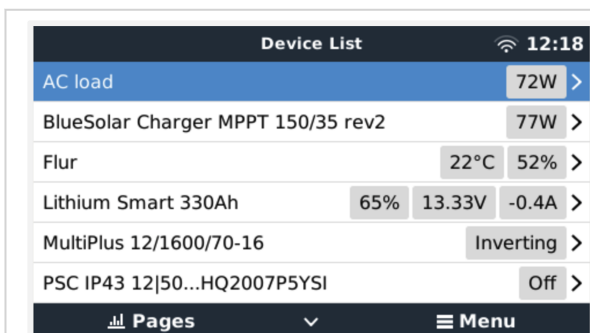 Device List 12:18
AC load 72W
BlueSolar Charger MPPT 150/35 rev2 77W
Flur 22°C 52%
Lithium Smart 330Ah 65% 13.33V -0.4A
MultiPlus 12/1600/70-16 Inverting
PSC IP43 12|50...HQ2007P5YSI Off
Pages Menu